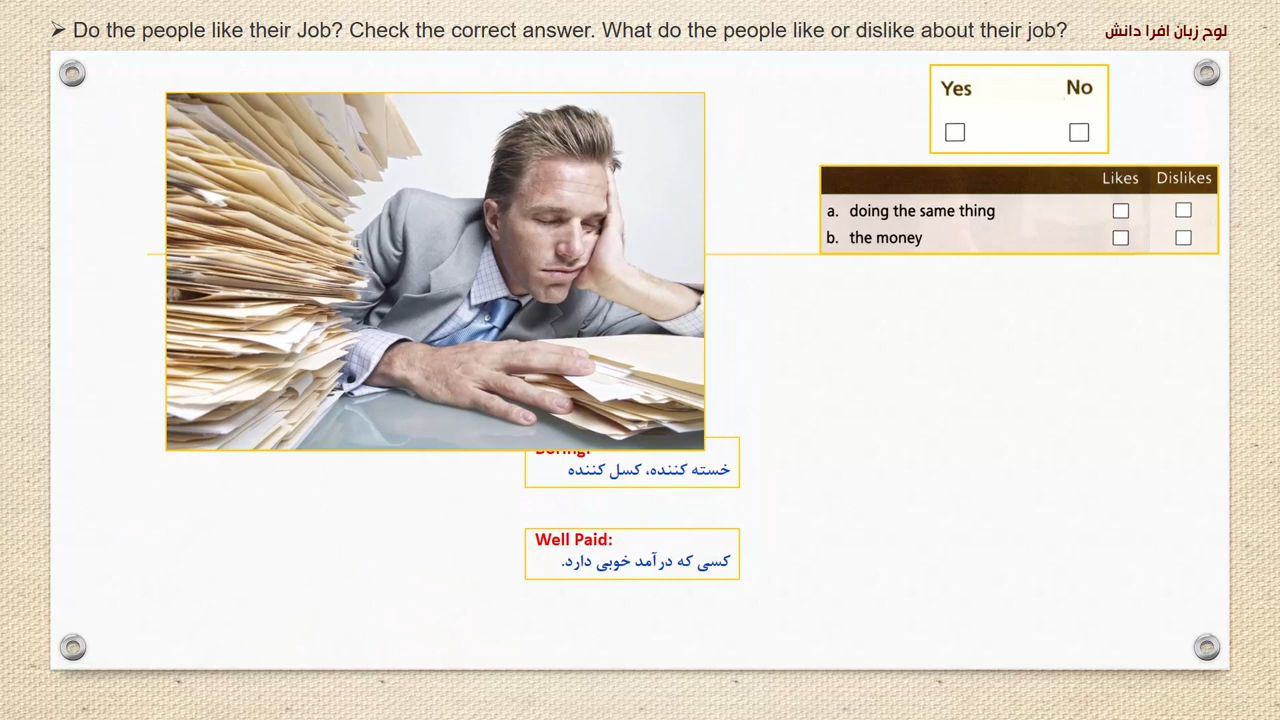 Do the people like their Job? Check the correct answer. What do the people like or dislike about their job?
لوح زبان افرا دانش
Yes No
Likes Dislikes
a. doing the same thing
b. the money
Boring:
خسته کننده، کسل کننده
Well Paid:
کسی که درآمد خوبی دارد.